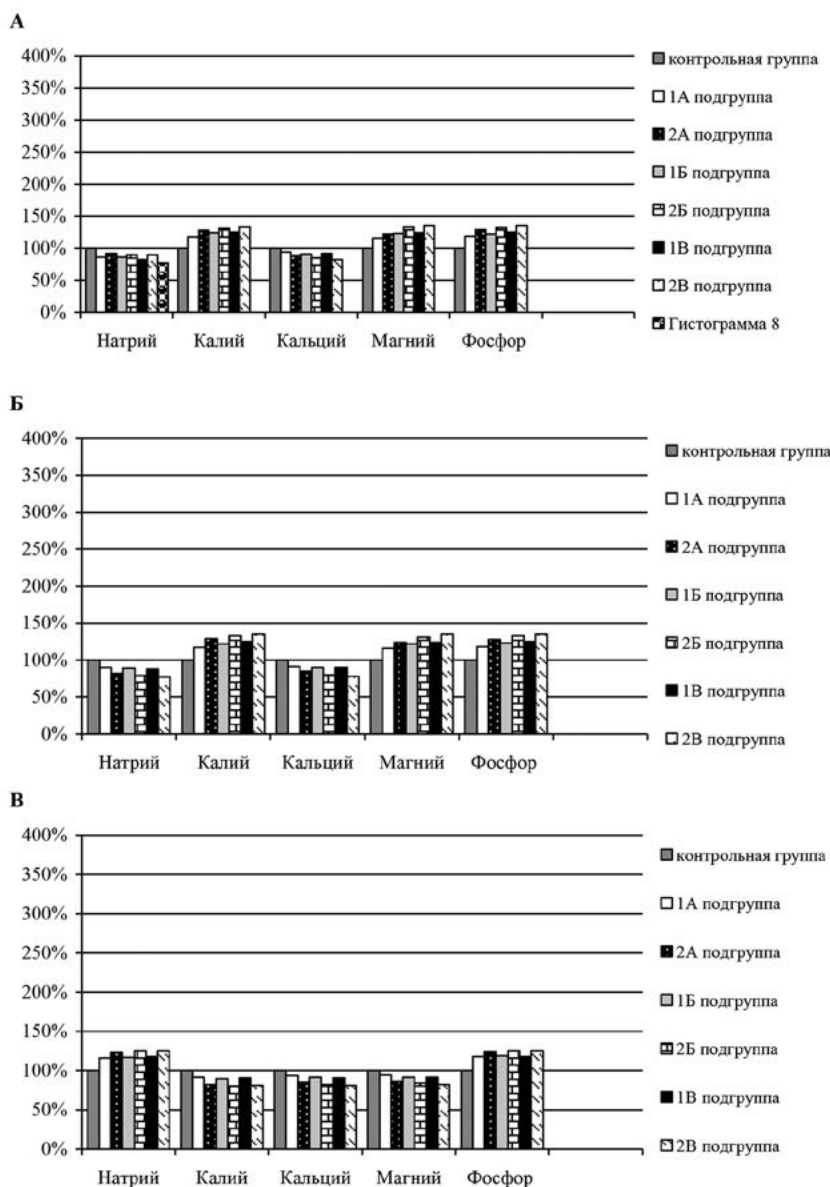 А
400%
350%
300%
250%
200%
150%
100%
50%
0%
Натрий Калий Кальций Магний Фосфор
контрольная группа
1А подгруппа
2А подгруппа
1Б подгруппа
2Б подгруппа
1В подгруппа
2В подгруппа
Гистограмма 8
Б
400%
350%
300%
250%
200%
150%
100%
50%
0%
Натрий Калий Кальций Магний Фосфор
контрольная группа
1А подгруппа
2А подгруппа
1Б подгруппа
2Б подгруппа
1В подгруппа
2В подгруппа
В
400%
350%
300%
250%
200%
150%
100%
50%
0%
Натрий Калий Кальций Магний Фосфор
контрольная группа
1А подгруппа
2А подгруппа
1Б подгруппа
2Б подгруппа
1В подгруппа
2В подгруппа